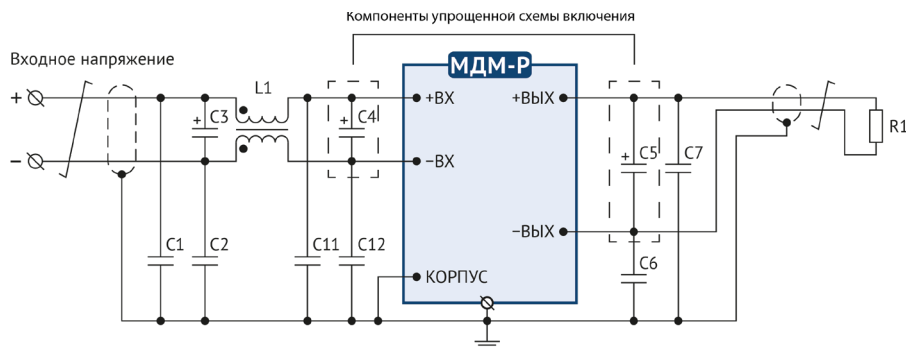 Компоненты упрощенной схемы включения
Входное напряжение
МДМ-Р
L1
+
C3
+
C4
+
+ВХ
+ВЫХ
R1
–
–ВХ
+
C5
C7
–ВЫХ
C1
C2
C11
C12
C6
КОРПУС